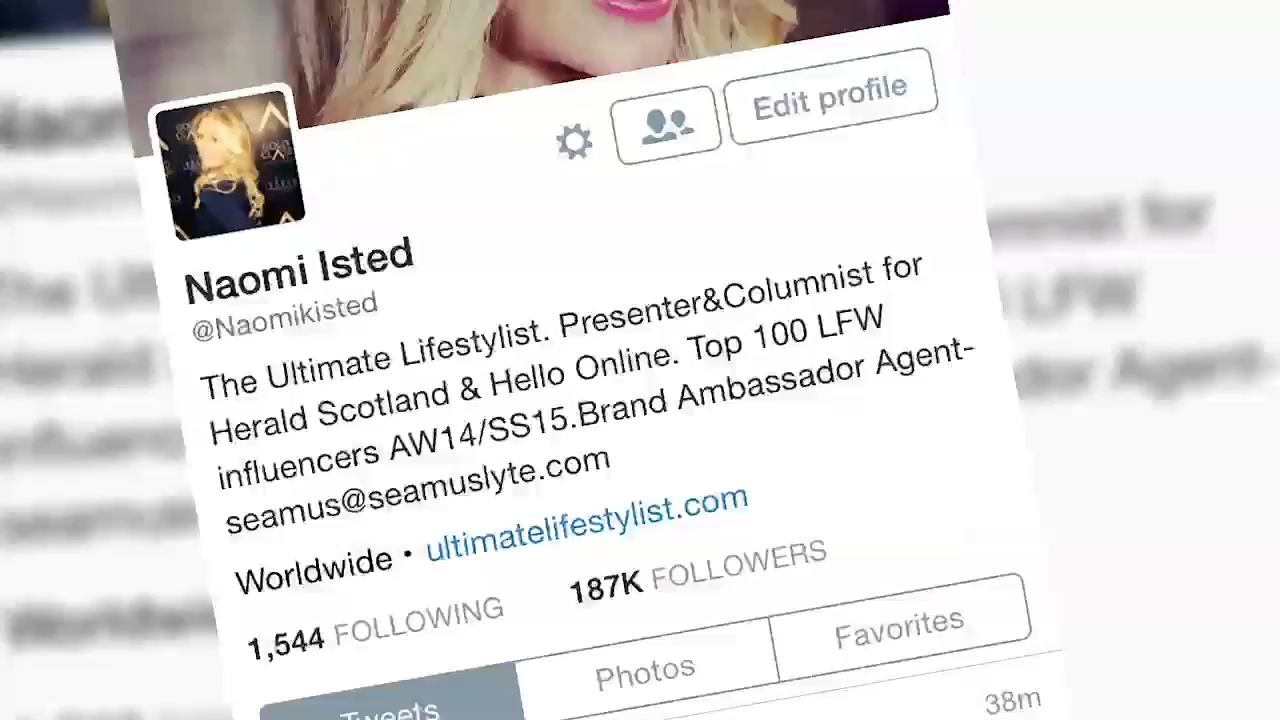 Edit profile
Naomi Isted
@Naomikisted
The Ultimate Lifestylist. Presenter&Columnist for
Herald Scotland & Hello Online. Top 100 LFW
influencers AW14/SS15.Brand Ambassador Agent-
seamus@seamuslyte.com
Worldwide • ultimatelifestylist.com
1,544 FOLLOWING 187K FOLLOWERS
Tweets Photos Favorites
38m